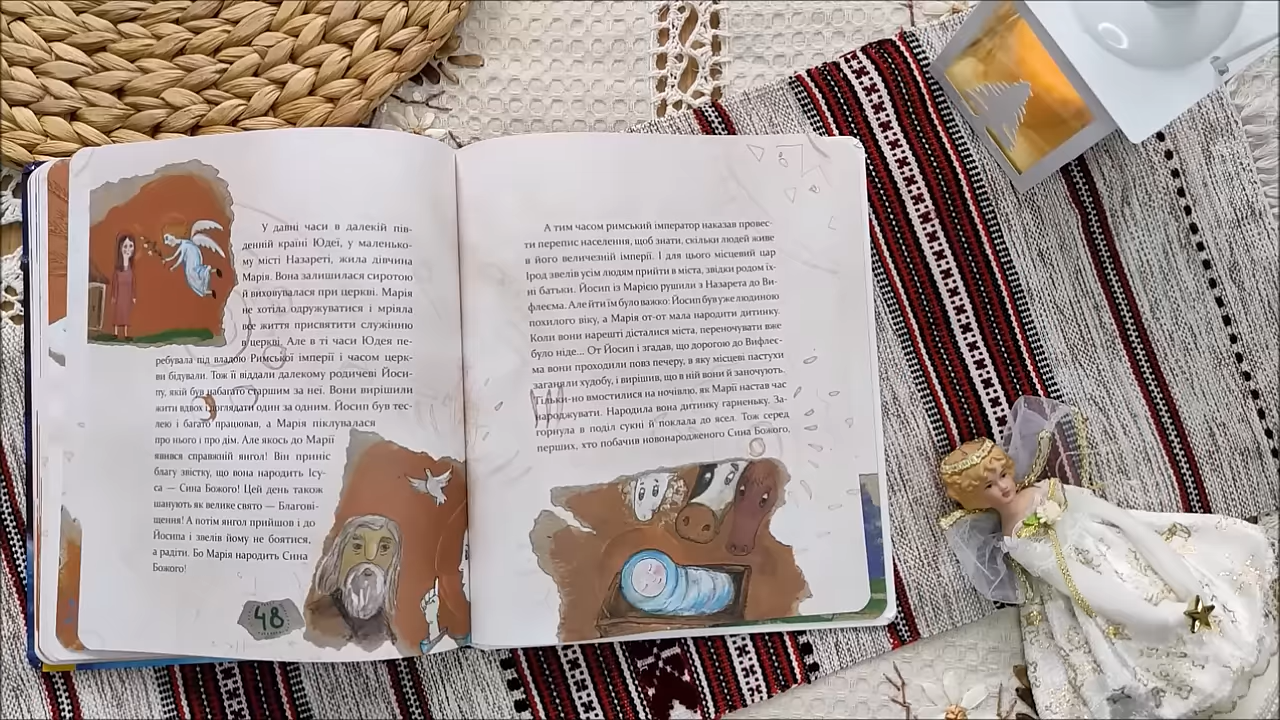 У давні часи в далекій пів-
денній країні Юдеї, у маленько-
му місті Назареті, жила дівчина
Марія. Вона залишилася сиротою
й виховувалася при церкві. Марія
не хотіла одружуватися і мріяла
все життя присвятити служінню
церкві. Але в ті часи Юдея пе-
ребувала під владою Римської імперії і часом церк-
ви бідували. Тож її віддали далекому родичеві Йоси-
пу, який був набагато старшим за неї. Вони вирішили
жити вдвох і доглядати один за одним. Йосип був тес-
лею і багато працював, а Марія піклувалася
про нього і про дім. Але якось до Марії
явився справжній янгол! Він приніс
благу звістку, що вона народить Ісу-
са — Сина Божого! Цей день також
шанують як велике свято — Благові-
щення! А потім янгол прийшов і до
Йосипа і звелів йому не боятися,
а радіти. Бо Марія народить Сина
Божого!
48
А тим часом римський імператор наказав провес-
ти перепис населення, щоб знати, скільки людей живе
в його величезній імперії. І для цього місцевий цар
Ірод звелів усім людям прийти в міста, звідки родом їх-
ні батьки. Йосип із Марією рушили з Назарета до Ви-
флеєма. Але йти їм було важко: Йосип був уже людиною
похилого віку, а Марія от-от мала народити дитинку.
Коли вони нарешті дісталися міста, переночувати вже
було ніде... От Йосип і згадав, що дорогою до Вифлеє-
ма вони проходили повз печеру, в яку місцеві пастухи
заганяли худобу, і вирішив, що в ній вони й заночують.
Тільки-но вмостилися на ночівлю, як Марії настав час
народжувати. Народила вона дитинку гарненьку. За-
горнула в поділ сукні й поклала до ясел. Тож серед
перших, хто побачив новонародженого Сина Божого,